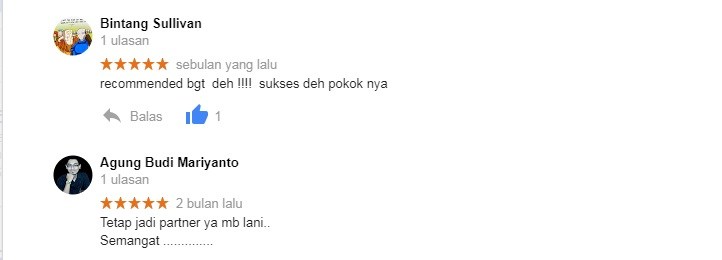 Bintang Sullivan
1 ulasan
★★★★★ sebulan yang lalu
recommended bgt deh !!!! sukses deh pokok nya
Balas 1
Agung Budi Mariyanto
1 ulasan
★★★★★ 2 bulan lalu
Tetap jadi partner ya mb lani..
Semangat ..............